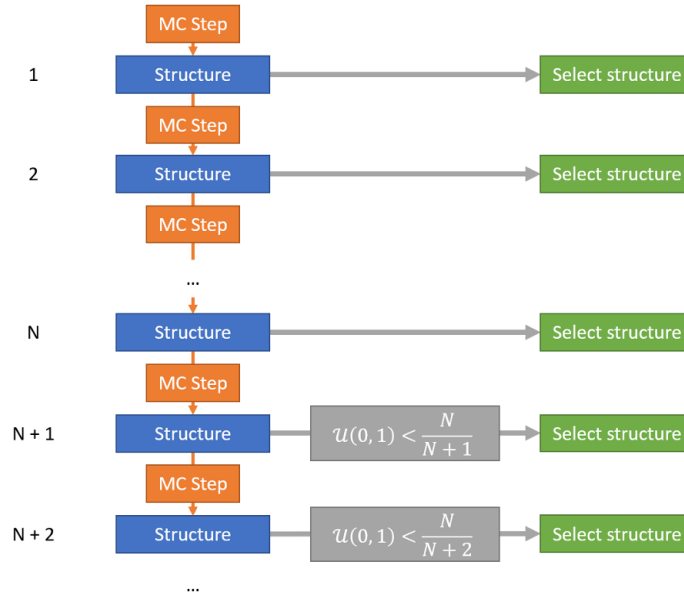 MC Step
1 Structure Select structure
MC Step
2 Structure Select structure
MC Step
...
N Structure Select structure
MC Step
N + 1 Structure 𝒰(0, 1) < N/(N + 1) Select structure
MC Step
N + 2 Structure 𝒰(0, 1) < N/(N + 2) Select structure
...